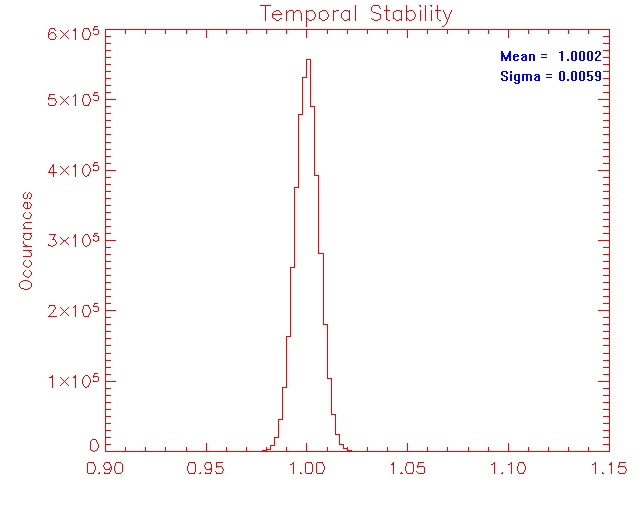 Temporal Stability
Mean = 1.0002
Sigma = 0.0059
Occurances
6×10⁵
5×10⁵
4×10⁵
3×10⁵
2×10⁵
1×10⁵
0
0.90 0.95 1.00 1.05 1.10 1.15